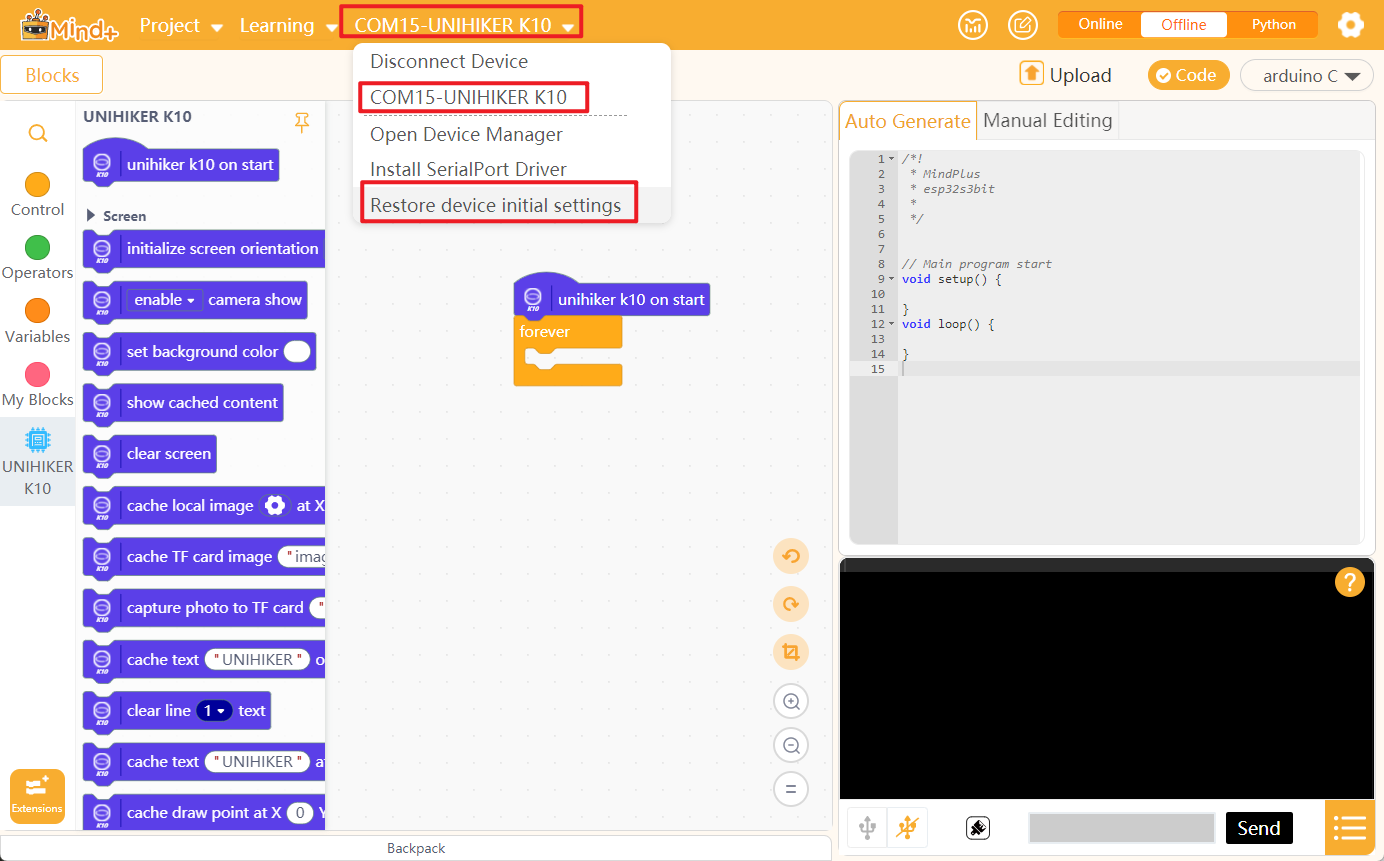 Mind+
Project
Learning
COM15-UNIHIKER K10
Online
Offline
Python
Blocks
Disconnect Device
COM15-UNIHIKER K10
Open Device Manager
Install SerialPort Driver
Restore device initial settings
Upload
Code
arduino C
Control
Operators
Variables
My Blocks
UNIHIKER
K10
Extensions
UNIHIKER K10
unihiker k10 on start
Screen
initialize screen orientation
enable camera show
set background color
show cached content
clear screen
cache local image at X
cache TF card image "imag
capture photo to TF card "
cache text "UNIHIKER" o
clear line 1 text
cache text "UNIHIKER" at
cache draw point at X 0 Y
unihiker k10 on start
forever
Auto Generate
Manual Editing
1 /*!
2 * MindPlus
3 * esp32s3bit
4 *
5 */
6
7
8 // Main program start
9 void setup() {
10
11 }
12 void loop() {
13
14 }
15
?
=
Send
Backpack